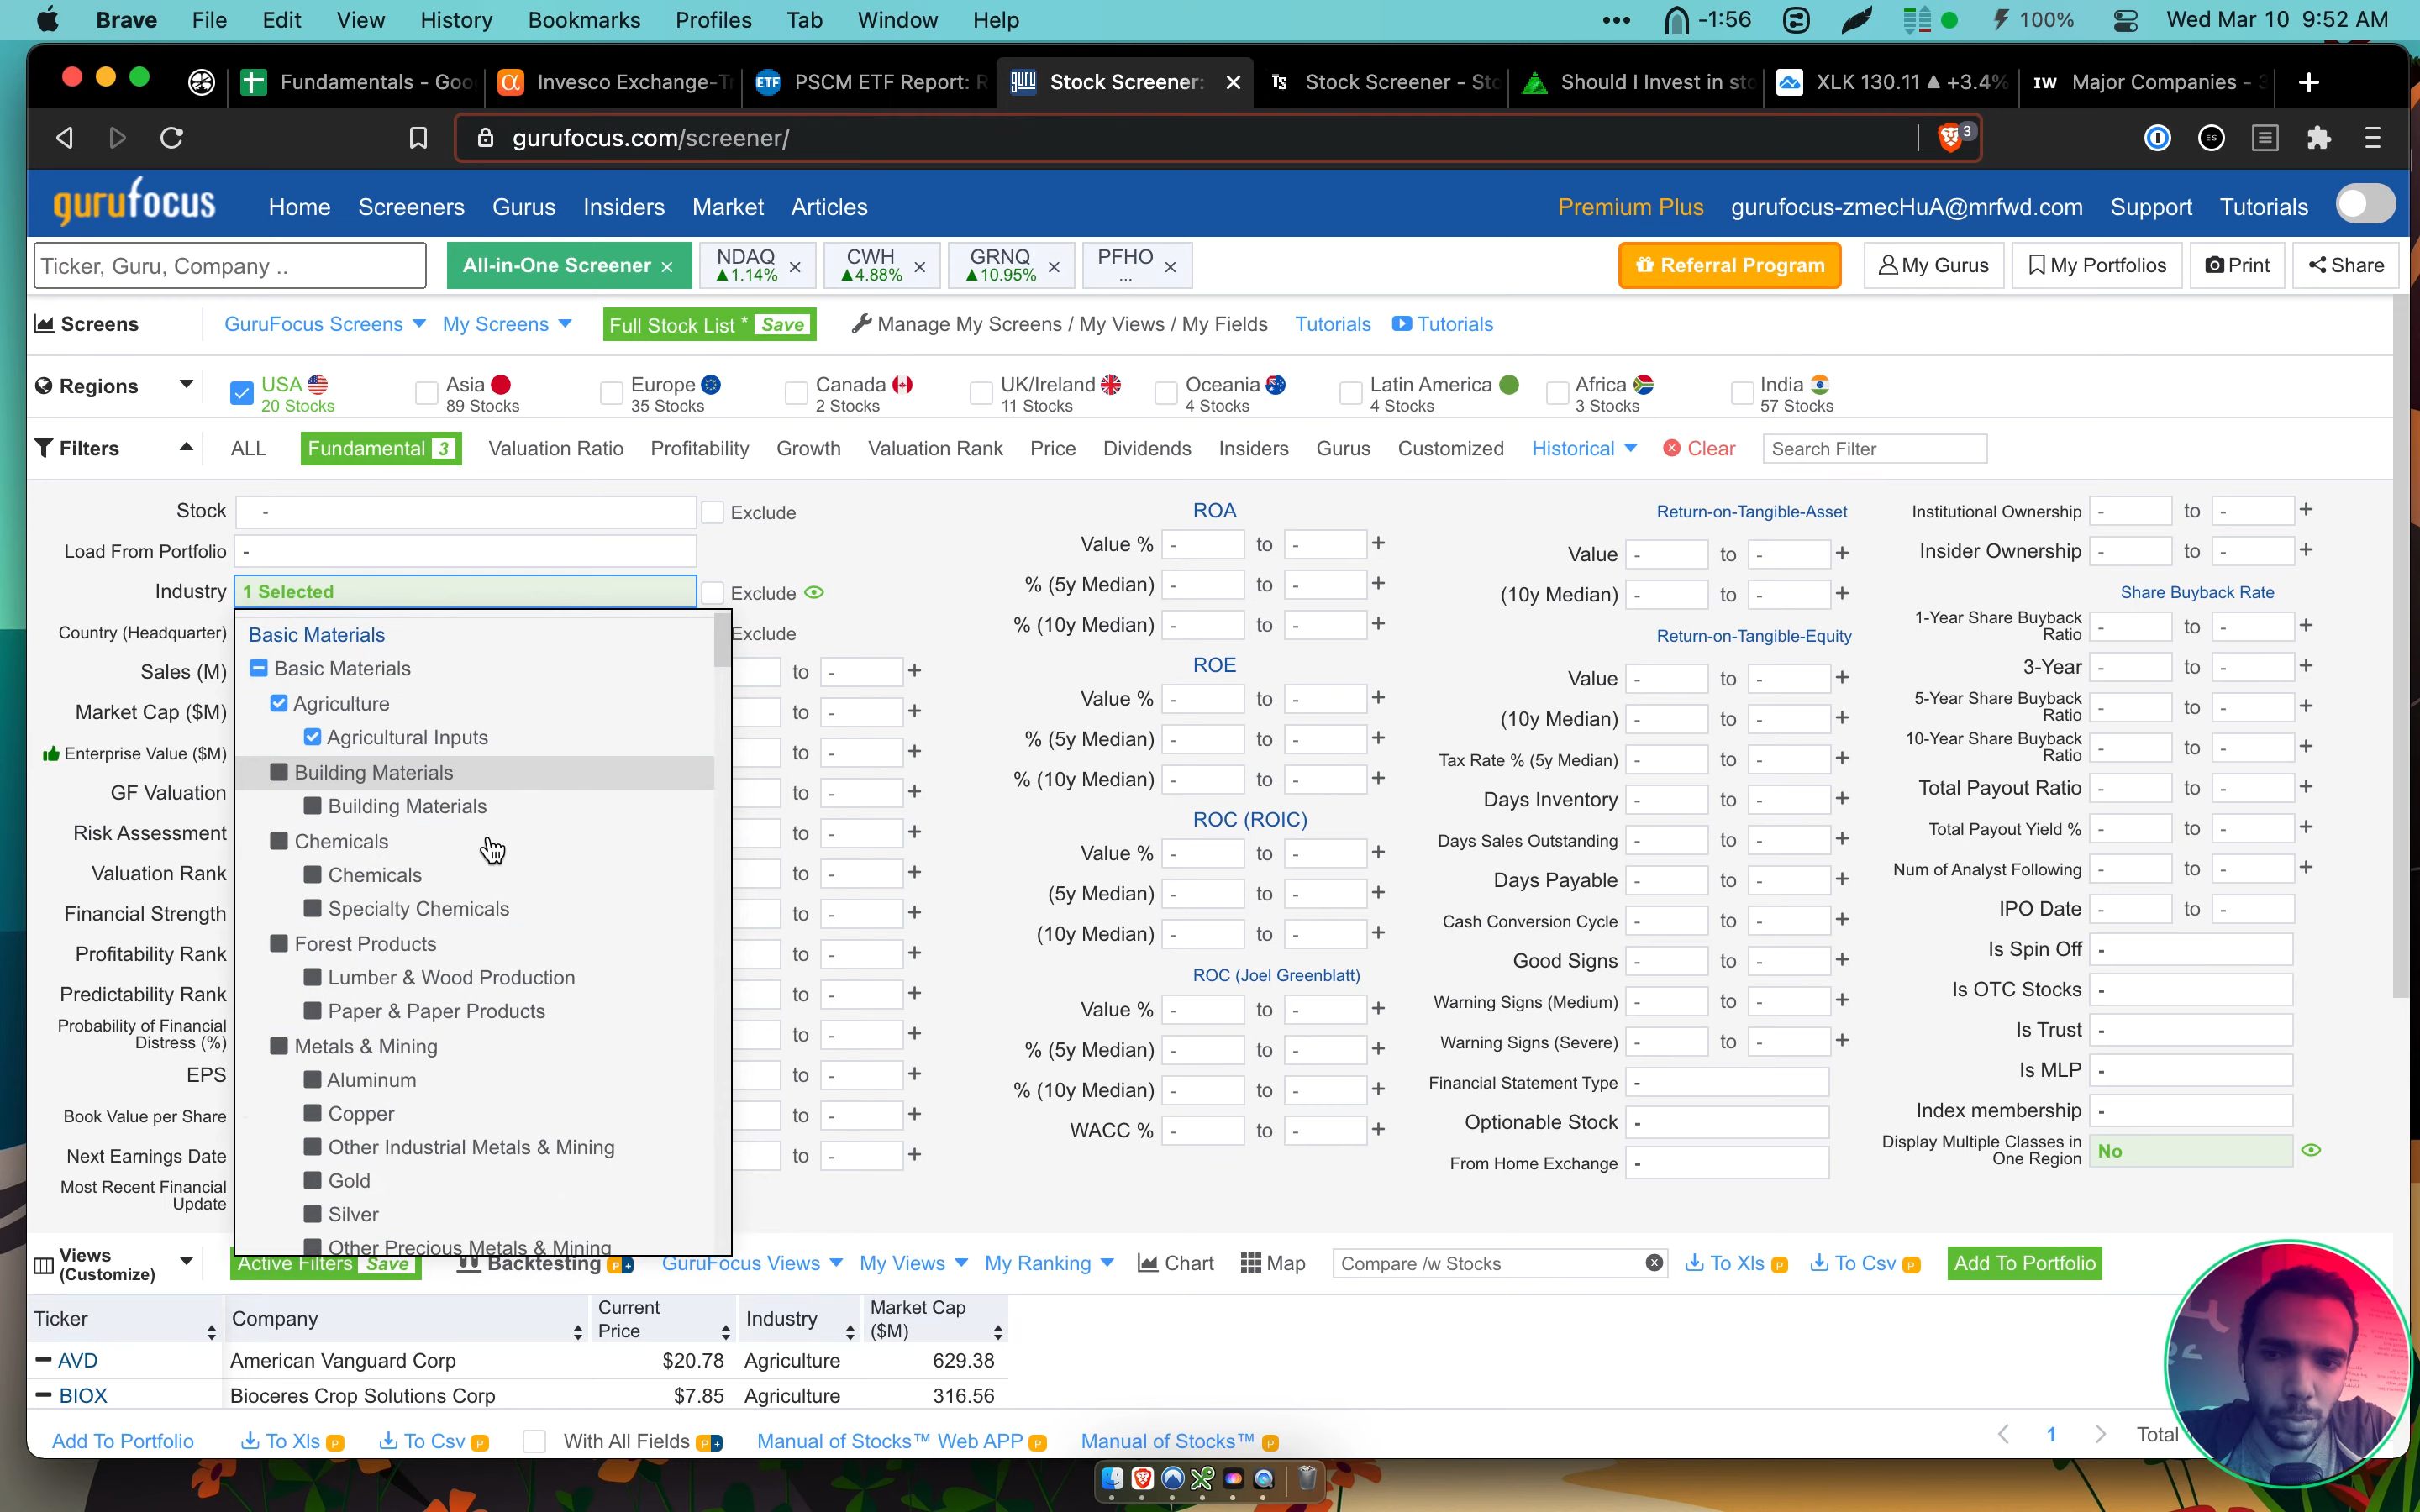 Brave File Edit View History Bookmarks Profiles Tab Window Help ••• -1:56 100% Wed Mar 10 9:52 AM
Fundamentals - Goo Invesco Exchange-Tr ETF PSCM ETF Report: R guru Stock Screener: TS Stock Screener - Sto Should I Invest in sto XLK 130.11 ▲ +3.4% IW Major Companies - 3
gurufocus.com/screener/ 3 ES
gurufocus Home Screeners Gurus Insiders Market Articles Premium Plus gurufocus-zmecHuA@mrfwd.com Support Tutorials
Ticker, Guru, Company .. All-in-One Screener × NDAQ ▲1.14% × CWH ▲4.88% × GRNQ ▲10.95% × PFHO ... × Referral Program My Gurus My Portfolios Print Share
Screens GuruFocus Screens My Screens Full Stock List * Save Manage My Screens / My Views / My Fields Tutorials Tutorials
Regions USA Asia Europe Canada UK/Ireland Oceania Latin America Africa India
20 Stocks 89 Stocks 35 Stocks 2 Stocks 11 Stocks 4 Stocks 4 Stocks 3 Stocks 57 Stocks
Filters ALL Fundamental 3 Valuation Ratio Profitability Growth Valuation Rank Price Dividends Insiders Gurus Customized Historical Clear Search Filter
Stock - Exclude
Load From Portfolio -
Industry 1 Selected Exclude
Country (Headquarter) Exclude
Sales (M) to - +
Market Cap ($M) to - +
Enterprise Value ($M) to - +
GF Valuation to - +
Risk Assessment to - +
Valuation Rank to - +
Financial Strength to - +
Profitability Rank to - +
Predictability Rank to - +
Probability of Financial Distress (%) to - +
EPS to - +
Book Value per Share to - +
Next Earnings Date to - +
Most Recent Financial Update
Basic Materials
Basic Materials
Agriculture
Agricultural Inputs
Building Materials
Building Materials
Chemicals
Chemicals
Specialty Chemicals
Forest Products
Lumber & Wood Production
Paper & Paper Products
Metals & Mining
Aluminum
Copper
Other Industrial Metals & Mining
Gold
Silver
Other Precious Metals & Mining
ROA
Value % - to - +
% (5y Median) - to - +
% (10y Median) - to - +
ROE
Value % - to - +
% (5y Median) - to - +
% (10y Median) - to - +
ROC (ROIC)
Value % - to - +
(5y Median) - to - +
(10y Median) - to - +
ROC (Joel Greenblatt)
Value % - to - +
% (5y Median) - to - +
% (10y Median) - to - +
WACC % - to - +
Return-on-Tangible-Asset
Value - to - +
(10y Median) - to - +
Return-on-Tangible-Equity
Value - to - +
(10y Median) - to - +
Tax Rate % (5y Median) - to - +
Days Inventory - to - +
Days Sales Outstanding - to - +
Days Payable - to - +
Cash Conversion Cycle - to - +
Good Signs - to - +
Warning Signs (Medium) - to - +
Warning Signs (Severe) - to - +
Financial Statement Type -
Optionable Stock -
From Home Exchange -
Institutional Ownership - to - +
Insider Ownership - to - +
Share Buyback Rate
1-Year Share Buyback Ratio - to - +
3-Year - to - +
5-Year Share Buyback Ratio - to - +
10-Year Share Buyback Ratio - to - +
Total Payout Ratio - to - +
Total Payout Yield % - to - +
Num of Analyst Following - to - +
IPO Date - to -
Is Spin Off -
Is OTC Stocks -
Is Trust -
Is MLP -
Index membership -
Display Multiple Classes in One Region No
Views (Customize) Active Filters Save Backtesting P + GuruFocus Views My Views My Ranking Chart Map Compare /w Stocks To Xls P To Csv P Add To Portfolio
Ticker Company Current Price Industry Market Cap ($M)
AVD American Vanguard Corp $20.78 Agriculture 629.38
BIOX Bioceres Crop Solutions Corp $7.85 Agriculture 316.56
Add To Portfolio To Xls P To Csv P With All Fields P + Manual of Stocks™ Web APP P Manual of Stocks™ P 1 Total